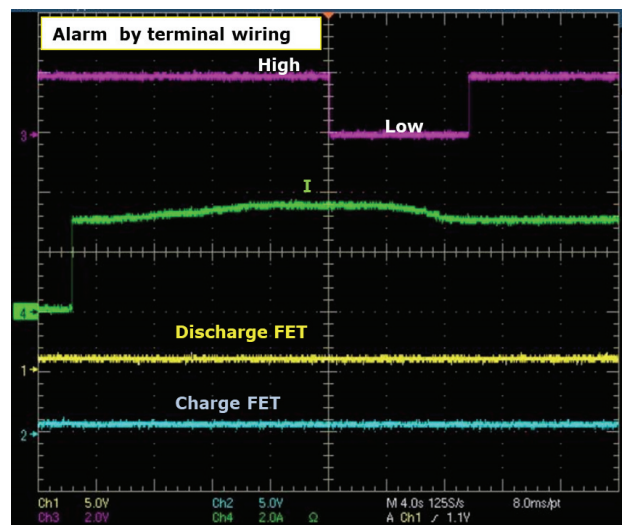 Alarm by terminal wiring
High
3
Low
I
4
Discharge FET
1
Charge FET
2
Ch1 5.0V Ch2 5.0V M 4.0s 125S/s 8.0ms/pt
Ch3 2.0V Ch4 2.0A Ω A Ch1 / 1.1V